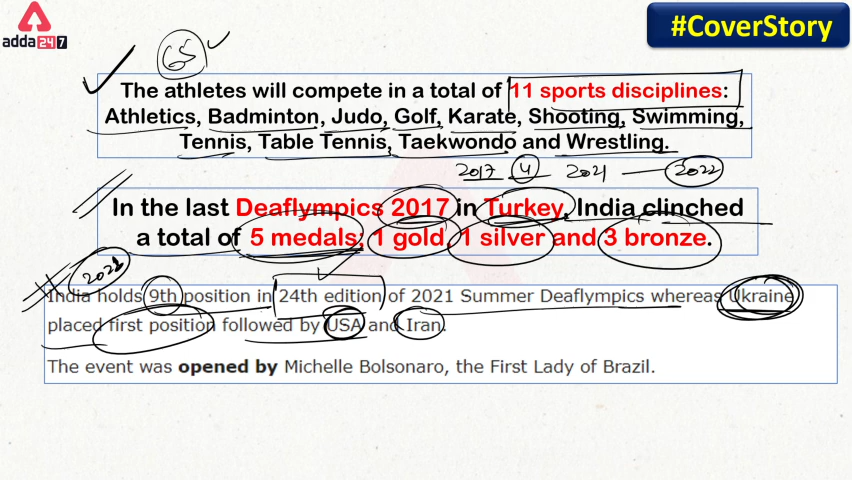 adda247
#CoverStory
65
The athletes will compete in a total of 11 sports disciplines:
Athletics, Badminton, Judo, Golf, Karate, Shooting, Swimming,
Tennis, Table Tennis, Taekwondo and Wrestling.
2017 4 2021 2022
In the last Deaflympics 2017 in Turkey, India clinched
a total of 5 medals, 1 gold, 1 silver and 3 bronze.
India holds 9th position in 24th edition of 2021 Summer Deaflympics whereas Ukraine
placed first position followed by USA and Iran.
The event was opened by Michelle Bolsonaro, the First Lady of Brazil.